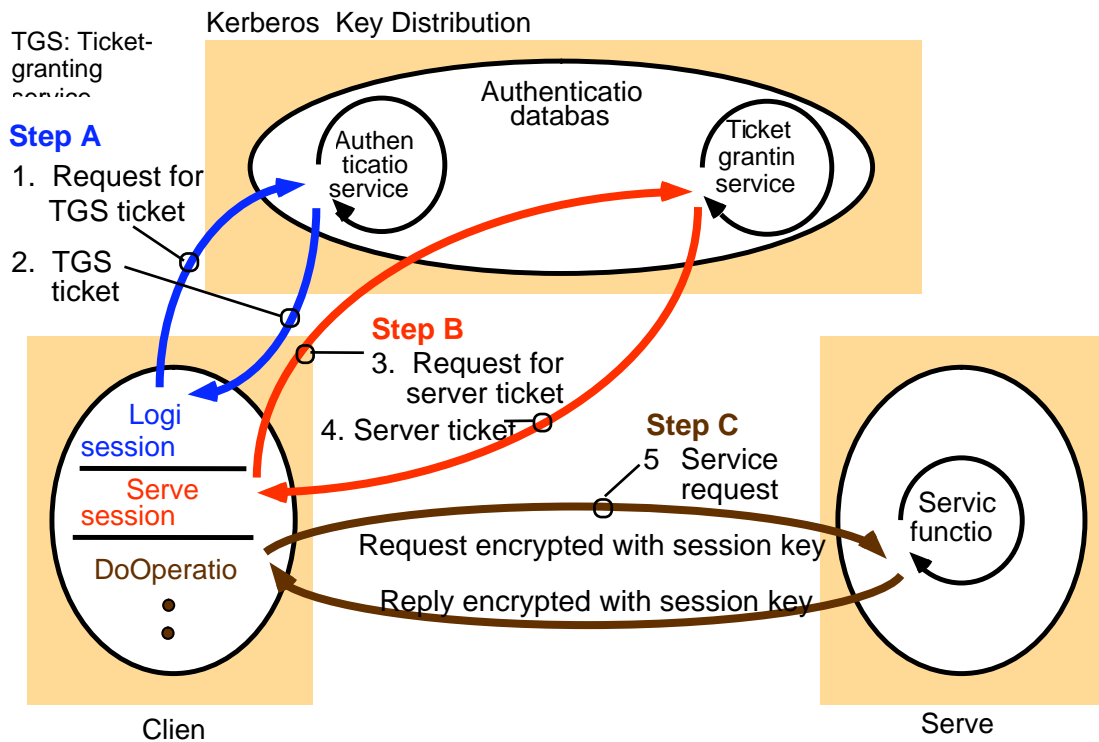 Kerberos Key Distribution
TGS: Ticket-
granting
service
Authenticatio
databas
Authen
ticatio
service
Ticket
grantin
service
Step A
1. Request for
TGS ticket
2. TGS
ticket
Step B
3. Request for
server ticket
4. Server ticket
Step C
5 Service
request
Logi
session
Serve
session
DoOperatio
Request encrypted with session key
Reply encrypted with session key
Servic
functio
Clien
Serve